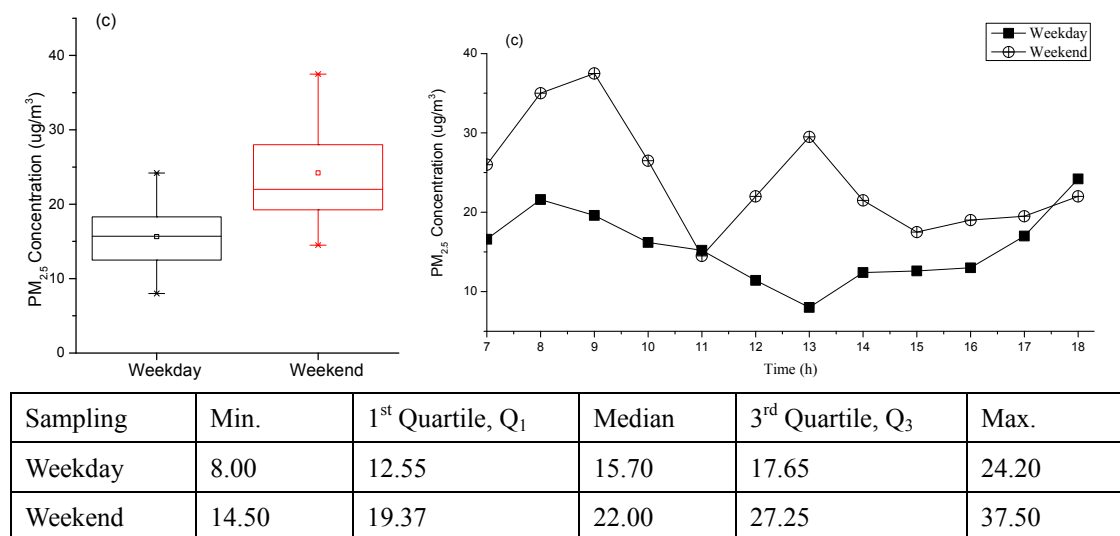 (c)
PM2.5 Concentration (ug/m3)
40
30
20
10
0
Weekday Weekend
(c)
Weekday
Weekend
PM2.5 Concentration (ug/m3)
40
30
20
10
7 8 9 10 11 12 13 14 15 16 17 18
Time (h)
Sampling Min. 1st Quartile, Q1 Median 3rd Quartile, Q3 Max.
Weekday 8.00 12.55 15.70 17.65 24.20
Weekend 14.50 19.37 22.00 27.25 37.50